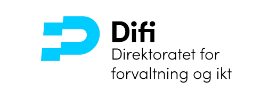 Difi
Direktoratet for
forvaltning og ikt